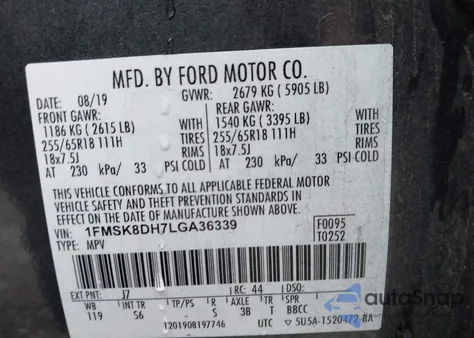 MFD. BY FORD MOTOR CO.
DATE: 08/19 GVWR: 2679 KG ( 5905 LB)
FRONT GAWR: REAR GAWR:
1186 KG ( 2615 LB) WITH 1540 KG ( 3395 LB) WITH
255/65R18 111H TIRES 255/65R18 111H TIRES
18x7.5J RIMS 18x7.5J RIMS
AT 230 kPa/ 33 PSI COLD AT 230 kPa/ 33 PSI COLD
THIS VEHICLE CONFORMS TO ALL APPLICABLE FEDERAL MOTOR
VEHICLE SAFETY AND THEFT PREVENTION STANDARDS IN
EFFECT ON THE DATE OF MANUFACTURE SHOWN ABOVE.
VIN: 1FMSK8DH7LGA36339 F0095
TYPE: MPV T0252
EXT PNT: J7 RC: 44 DSO:
WB INT TR TP/PS R AXLE TR SPR
119 S6 - S 3B T BBCC
autoSnap
1201908197746 UTC 5U5A-1520472-BA